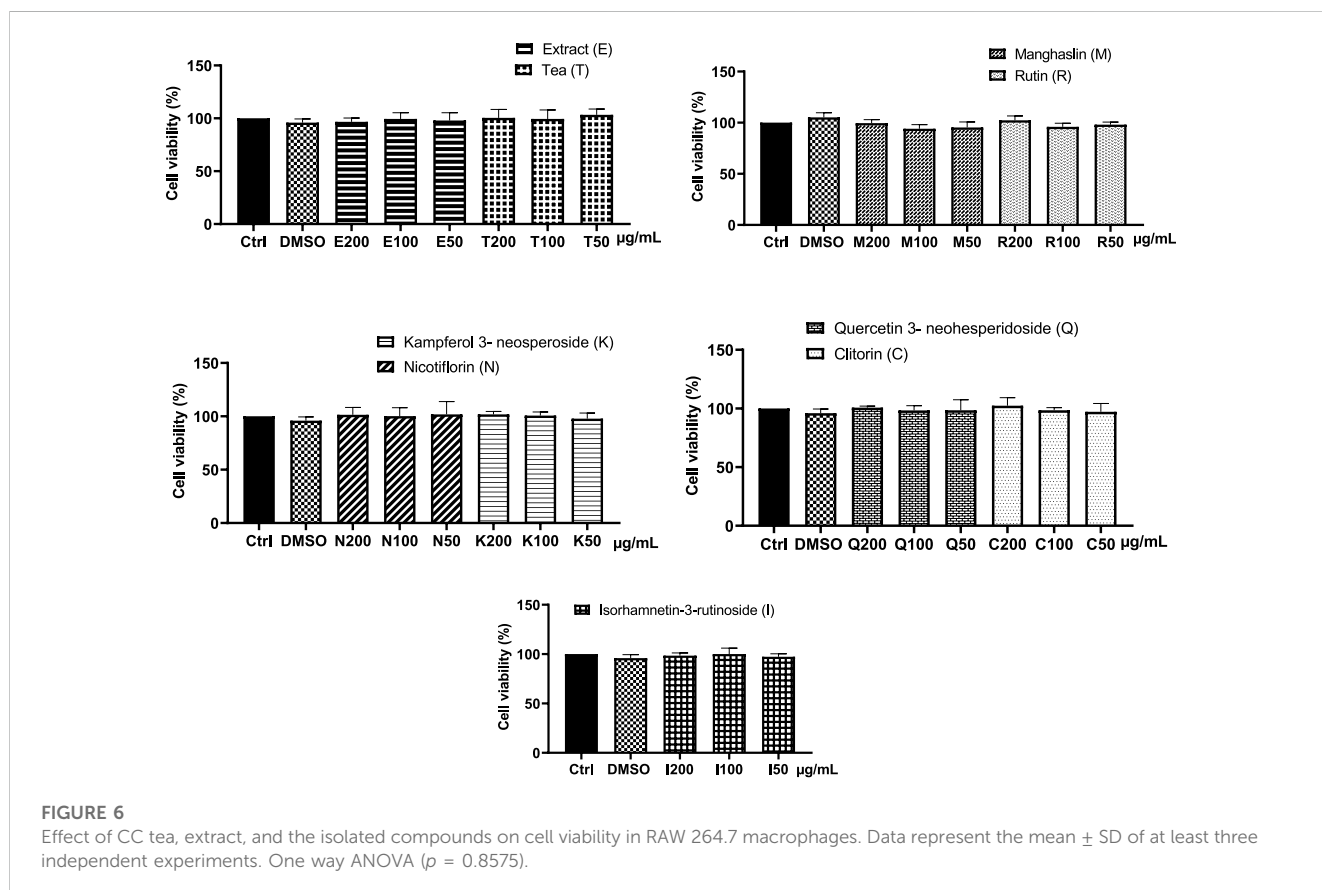 Extract (E)
Tea (T)
Cell viability (%)
150
100
50
0
Ctrl DMSO E200 E100 E50 T200 T100 T50 µg/mL
Manghaslin (M)
Rutin (R)
Cell viability (%)
150
100
50
0
Ctrl DMSO M200 M100 M50 R200 R100 R50 µg/mL
Kampferol 3- neosperoside (K)
Nicotiflorin (N)
Cell viability (%)
150
100
50
0
Ctrl DMSO N200 N100 N50 K200 K100 K50 µg/mL
Quercetin 3- neohesperidoside (Q)
Clitorin (C)
Cell viability (%)
150
100
50
0
Ctrl DMSO Q200 Q100 Q50 C200 C100 C50 µg/mL
Isorhamnetin-3-rutinoside (I)
Cell viability (%)
150
100
50
0
Ctrl DMSO I200 I100 I50 µg/mL
FIGURE 6
Effect of CC tea, extract, and the isolated compounds on cell viability in RAW 264.7 macrophages. Data represent the mean ± SD of at least three
independent experiments. One way ANOVA (p = 0.8575).